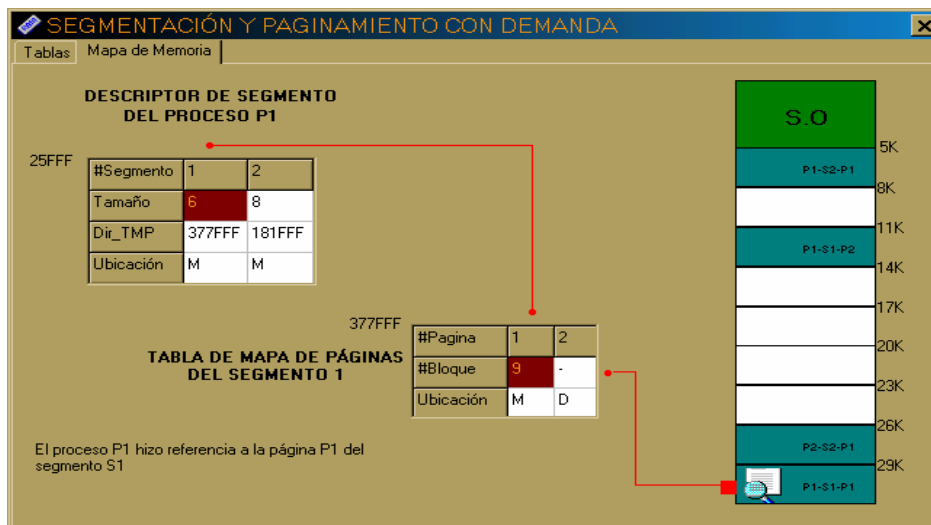 SEGMENTACIÓN Y PAGINAMIENTO CON DEMANDA
Tablas Mapa de Memoria
DESCRIPTOR DE SEGMENTO
DEL PROCESO P1
25FFF
#Segmento 1 2
Tamaño 6 8
Dir_TMP 377FFF 181FFF
Ubicación M M
377FFF
TABLA DE MAPA DE PÁGINAS
DEL SEGMENTO 1
#Pagina 1 2
#Bloque 9 -
Ubicación M D
El proceso P1 hizo referencia a la página P1 del
segmento S1
S.O
5K
P1-S2-P1
8K
11K
P1-S1-P2
14K
17K
20K
23K
26K
P2-S2-P1
29K
P1-S1-P1